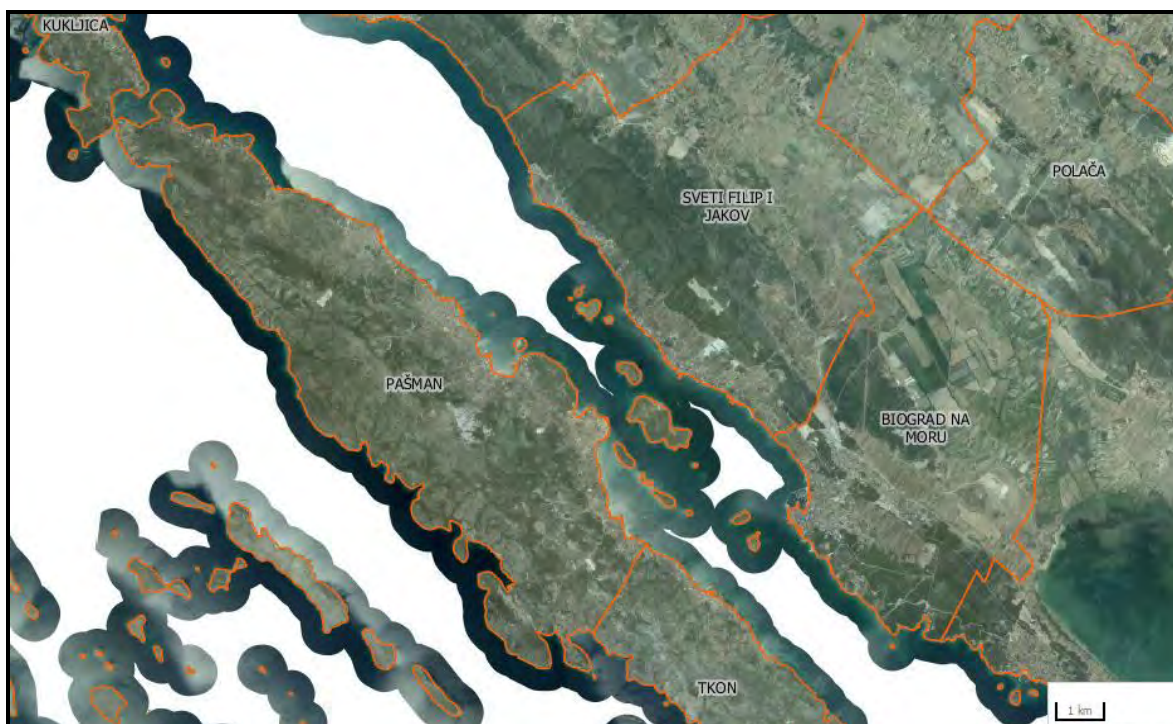 KUKLJICA
POLAČA
SVETI FILIP I
JAKOV
PAŠMAN
BIOGRAD NA
MORU
TKON
1 km